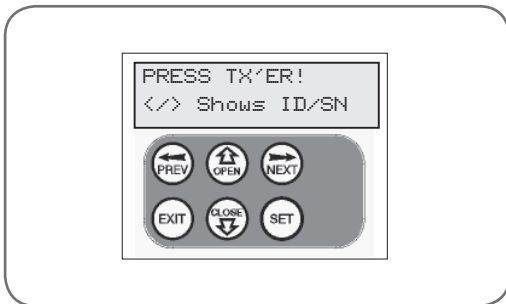 PRESS TX'ER!
</> Shows ID/SN
PREV OPEN NEXT
EXIT CLOSE SET